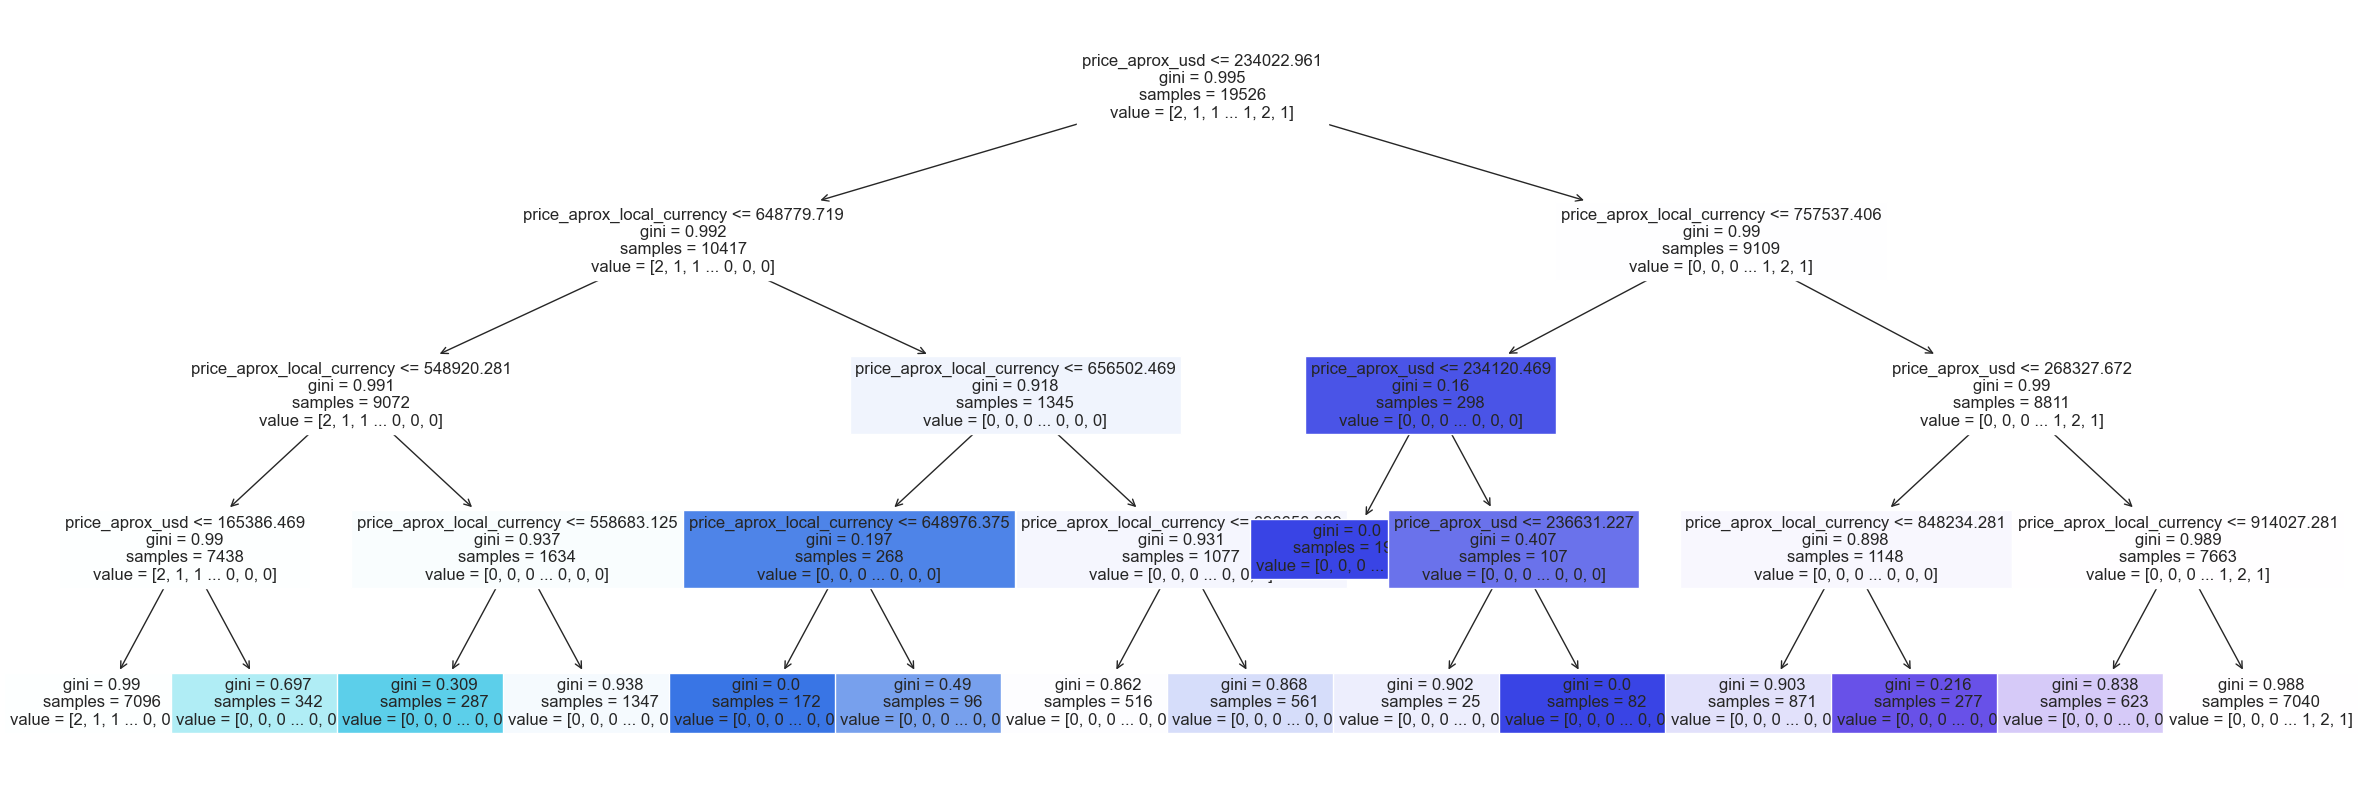 price_aprox_usd <= 234022.961
gini = 0.995
samples = 19526
value = [2, 1, 1 ... 1, 2, 1]
price_aprox_local_currency <= 648779.719
gini = 0.992
samples = 10417
value = [2, 1, 1 ... 0, 0, 0]
price_aprox_local_currency <= 757537.406
gini = 0.99
samples = 9109
value = [0, 0, 0 ... 1, 2, 1]
price_aprox_local_currency <= 548920.281
gini = 0.991
samples = 9072
value = [2, 1, 1 ... 0, 0, 0]
price_aprox_local_currency <= 656502.469
gini = 0.918
samples = 1345
value = [0, 0, 0 ... 0, 0, 0]
price_aprox_usd <= 234120.469
gini = 0.16
samples = 298
value = [0, 0, 0 ... 0, 0, 0]
price_aprox_usd <= 268327.672
gini = 0.99
samples = 8811
value = [0, 0, 0 ... 1, 2, 1]
price_aprox_usd <= 165386.469
gini = 0.99
samples = 7438
value = [2, 1, 1 ... 0, 0, 0]
price_aprox_local_currency <= 558683.125
gini = 0.937
samples = 1634
value = [0, 0, 0 ... 0, 0, 0]
price_aprox_local_currency <= 648976.375
gini = 0.197
samples = 268
value = [0, 0, 0 ... 0, 0, 0]
price_aprox_local_currency <=
gini = 0.931
samples = 1077
value = [0, 0, 0 ... 0, 0,
gini = 0.0
samples = 19
value = [0, 0, 0 ...
price_aprox_usd <= 236631.227
gini = 0.407
samples = 107
value = [0, 0, 0 ... 0, 0, 0]
price_aprox_local_currency <= 848234.281
gini = 0.898
samples = 1148
value = [0, 0, 0 ... 0, 0, 0]
price_aprox_local_currency <= 914027.281
gini = 0.989
samples = 7663
value = [0, 0, 0 ... 1, 2, 1]
gini = 0.99
samples = 7096
value = [2, 1, 1 ... 0, 0
gini = 0.697
samples = 342
value = [0, 0, 0 ... 0, 0
gini = 0.309
samples = 287
value = [0, 0, 0 ... 0, 0
gini = 0.938
samples = 1347
value = [0, 0, 0 ... 0, 0
gini = 0.0
samples = 172
value = [0, 0, 0 ... 0, 0
gini = 0.49
samples = 96
value = [0, 0, 0 ... 0, 0
gini = 0.862
samples = 516
value = [0, 0, 0 ... 0, 0
gini = 0.868
samples = 561
value = [0, 0, 0 ... 0, 0
gini = 0.902
samples = 25
value = [0, 0, 0 ... 0, 0
gini = 0.0
samples = 82
value = [0, 0, 0 ... 0, 0
gini = 0.903
samples = 871
value = [0, 0, 0 ... 0, 0
gini = 0.216
samples = 277
value = [0, 0, 0 ... 0, 0
gini = 0.838
samples = 623
value = [0, 0, 0 ... 0, 0
gini = 0.988
samples = 7040
value = [0, 0, 0 ... 1, 2, 1]